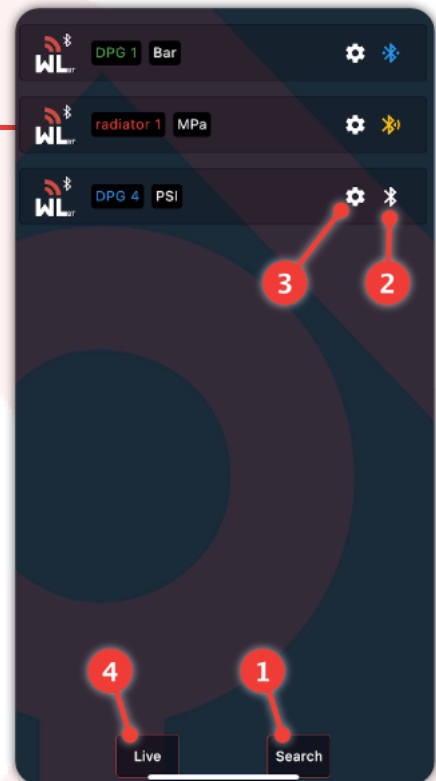 WL DPG 1 Bar
WL radiator 1 MPa
WL DPG 4 PSI
3 2
4 1
Live Search